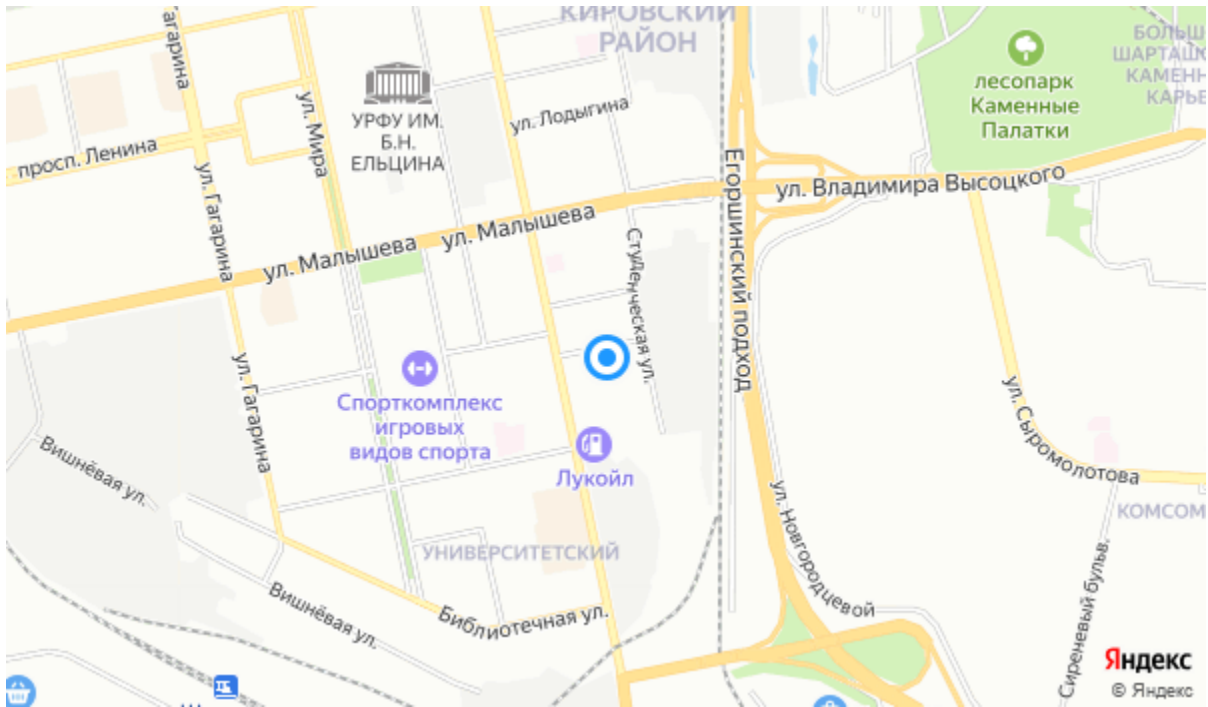 КИРОВСКИЙ
РАЙОН
БОЛЬШ
ШАРТАШС
КАМЕНН
КАРЬЕ
лесопарк
Каменные
Палатки
Гагарина
ул. Мира
УРФУ ИМ.
Б.Н.
ЕЛЬЦИНА
ул. Лодыгина
просп. Ленина
ул. Гагарина
ул. Малышева
ул. Малышева
ул. Владимира Высоцкого
Егоршинский подход
Студенческая ул.
ул. Гагарина
Спорткомплекс
игровых
видов спорта
Лукойл
ул. Сыромолотова
Вишнёвая ул.
КОМСОМ
УНИВЕРСИТЕТСКИЙ
ул. Новгородцевой
Вишнёвая ул.
Библиотечная ул.
Сиреневый бульв.
Яндекс
© Яндекс